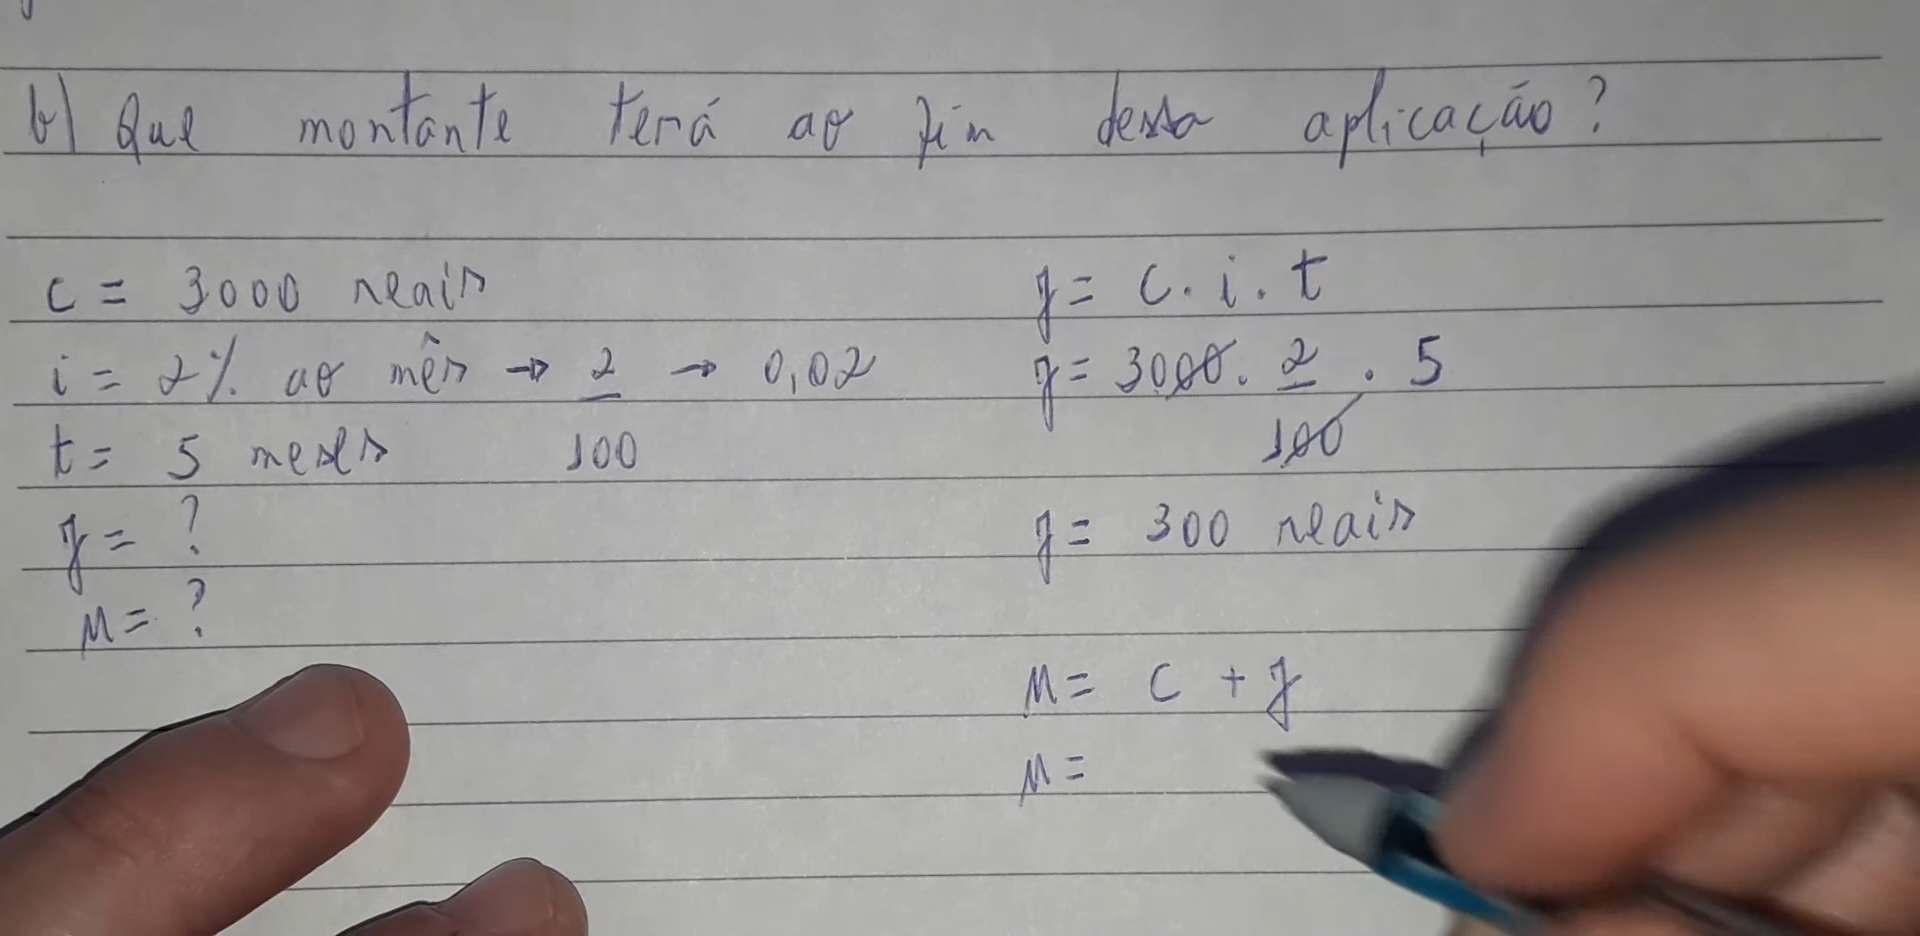 b) Que montante terá ao fim dessa aplicação?
c = 3000 reais
i = 2% ao mês → 2/100 → 0,02
t = 5 meses
j = ?
M = ?
j = c . i . t
j = 3000 . 2/100 . 5
j = 300 reais
M = c + j
M =